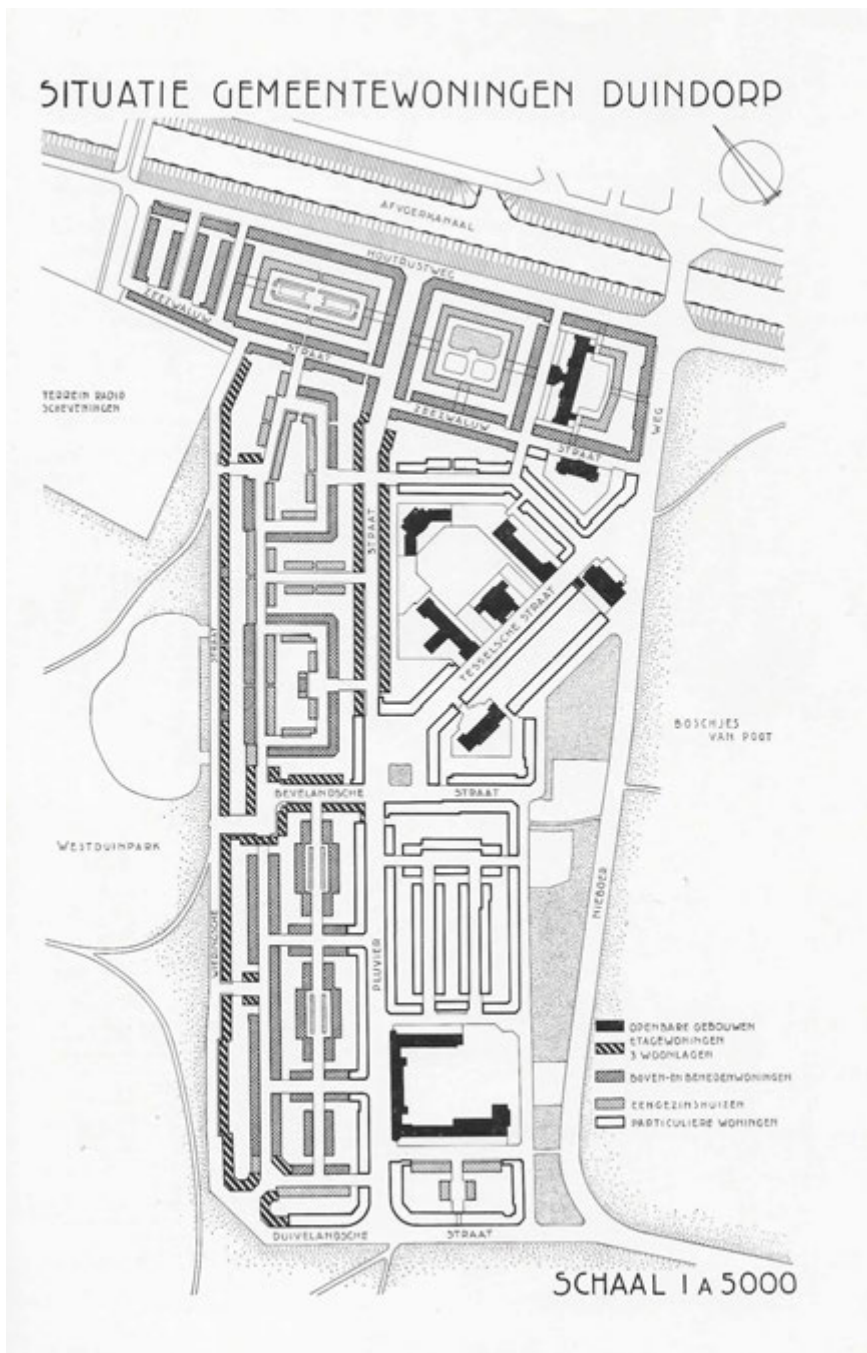 SITUATIE GEMEENTEWONINGEN DUINDORP
AFVOERKANAAL
HOUTRUSTWEG
ZEEZWALUW
STRAAT
TERREIN RADIO
SCHEVENINGEN
ZEEZWALUW
STRAAT
WEG
STRAAT
TESSELSCHE STRAAT
STRAAT
BOSCHJES
VAN POOT
BEVELANDSCHE
STRAAT
WESTDUINPARK
NIEBOER
WIERINGSCHE
PLUVIER
OPENBARE GEBOUWEN
ETAGEWONINGEN
3 WOONLAGEN
BOVEN-EN BENEDENWONINGEN
EENGEZINSHUIZEN
PARTICULIERE WONINGEN
DUIVELANDSCHE
STRAAT
SCHAAL 1 A 5000